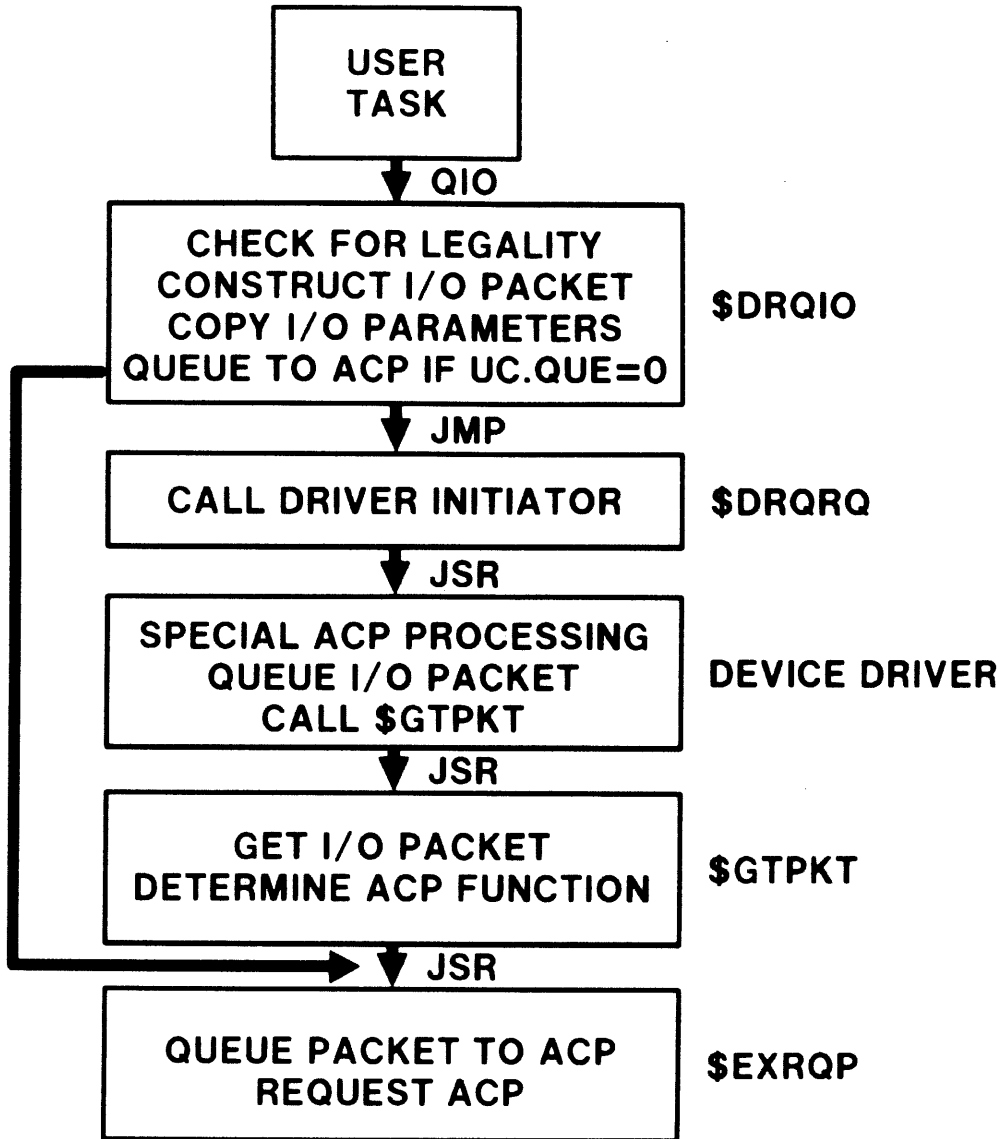 USER
TASK
QIO
CHECK FOR LEGALITY
CONSTRUCT I/O PACKET
COPY I/O PARAMETERS
QUEUE TO ACP IF UC.QUE=0
$DRQIO
JMP
CALL DRIVER INITIATOR
$DRQRQ
JSR
SPECIAL ACP PROCESSING
QUEUE I/O PACKET
CALL $GTPKT
DEVICE DRIVER
JSR
GET I/O PACKET
DETERMINE ACP FUNCTION
$GTPKT
JSR
QUEUE PACKET TO ACP
REQUEST ACP
$EXRQP